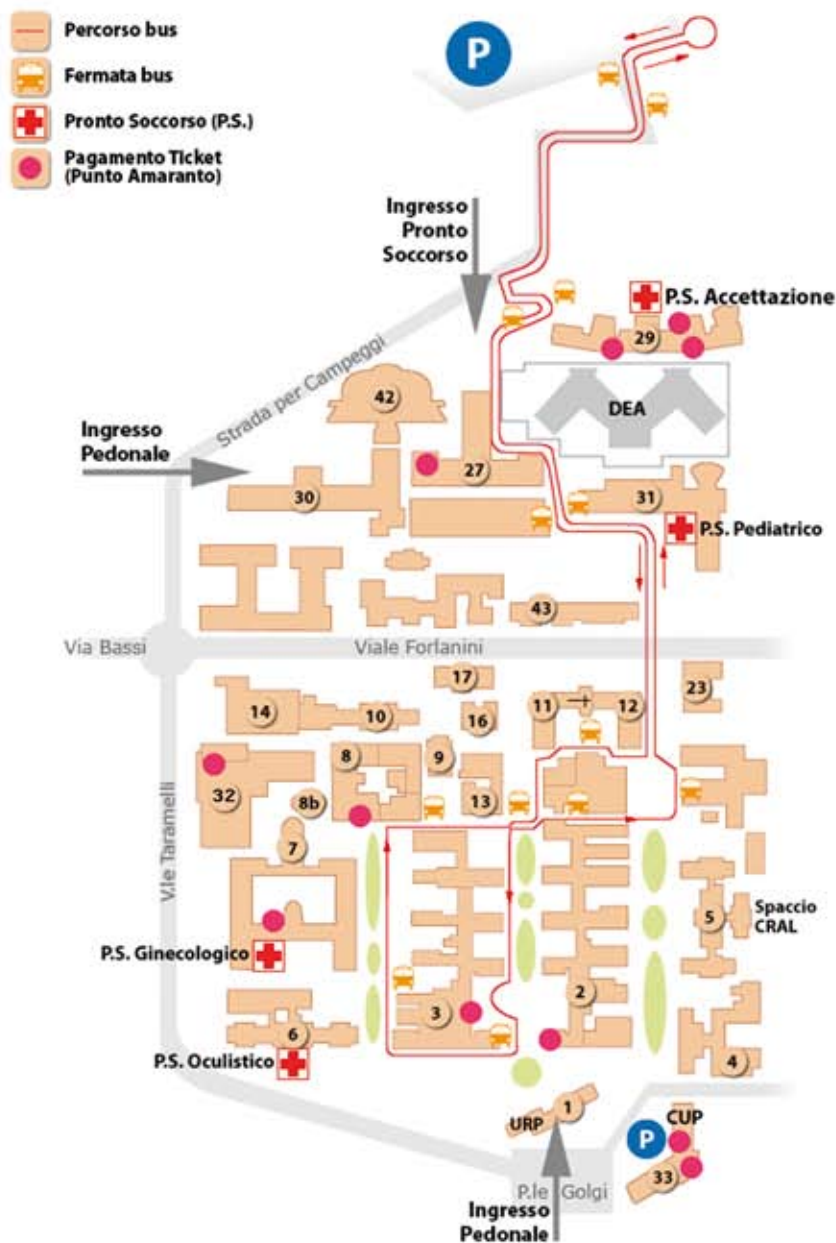 Percorso bus
Fermata bus
Pronto Soccorso (P.S.)
Pagamento Ticket
(Punto Amaranto)
P
Ingresso
Pronto
Soccorso
P.S. Accettazione
29
Strada per Campeggi
42
DEA
Ingresso
Pedonale
27
30
31
P.S. Pediatrico
43
Via Bassi
Viale Forlanini
17
23
14
10
16
11
12
8
9
32
8b
13
7
V.le Taramelli
5
Spaccio
CRAL
P.S. Ginecologico
2
3
6
P.S. Oculistico
4
1
URP
CUP
P
33
P.le Golgi
Ingresso
Pedonale